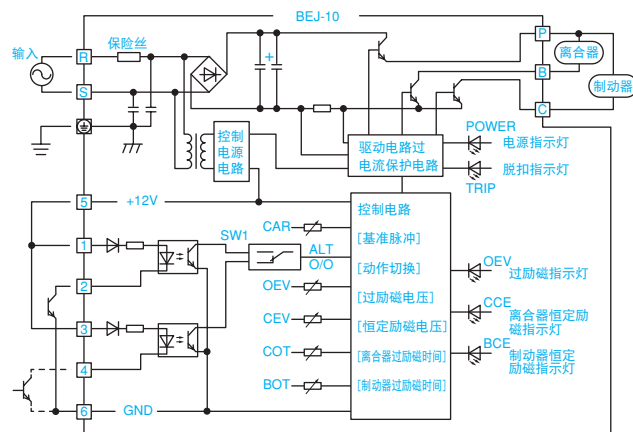 BEJ-10
输入
R
保险丝
P
离合器
S
B
制动器
C
控制
电源
电路
驱动电路过
电流保护电路
POWER
电源指示灯
脱扣指示灯
TRIP
5
+12V
控制电路
CAR
SW1
[基准脉冲]
1
ALT
O/O
[动作切换]
OEV
过励磁指示灯
2
OEV
[过励磁电压]
CCE
离合器恒定励
磁指示灯
3
CEV
[恒定励磁电压]
BCE
制动器恒定
励磁指示灯
COT
[离合器过励磁时间]
4
BOT
[制动器过励磁时间]
6
GND